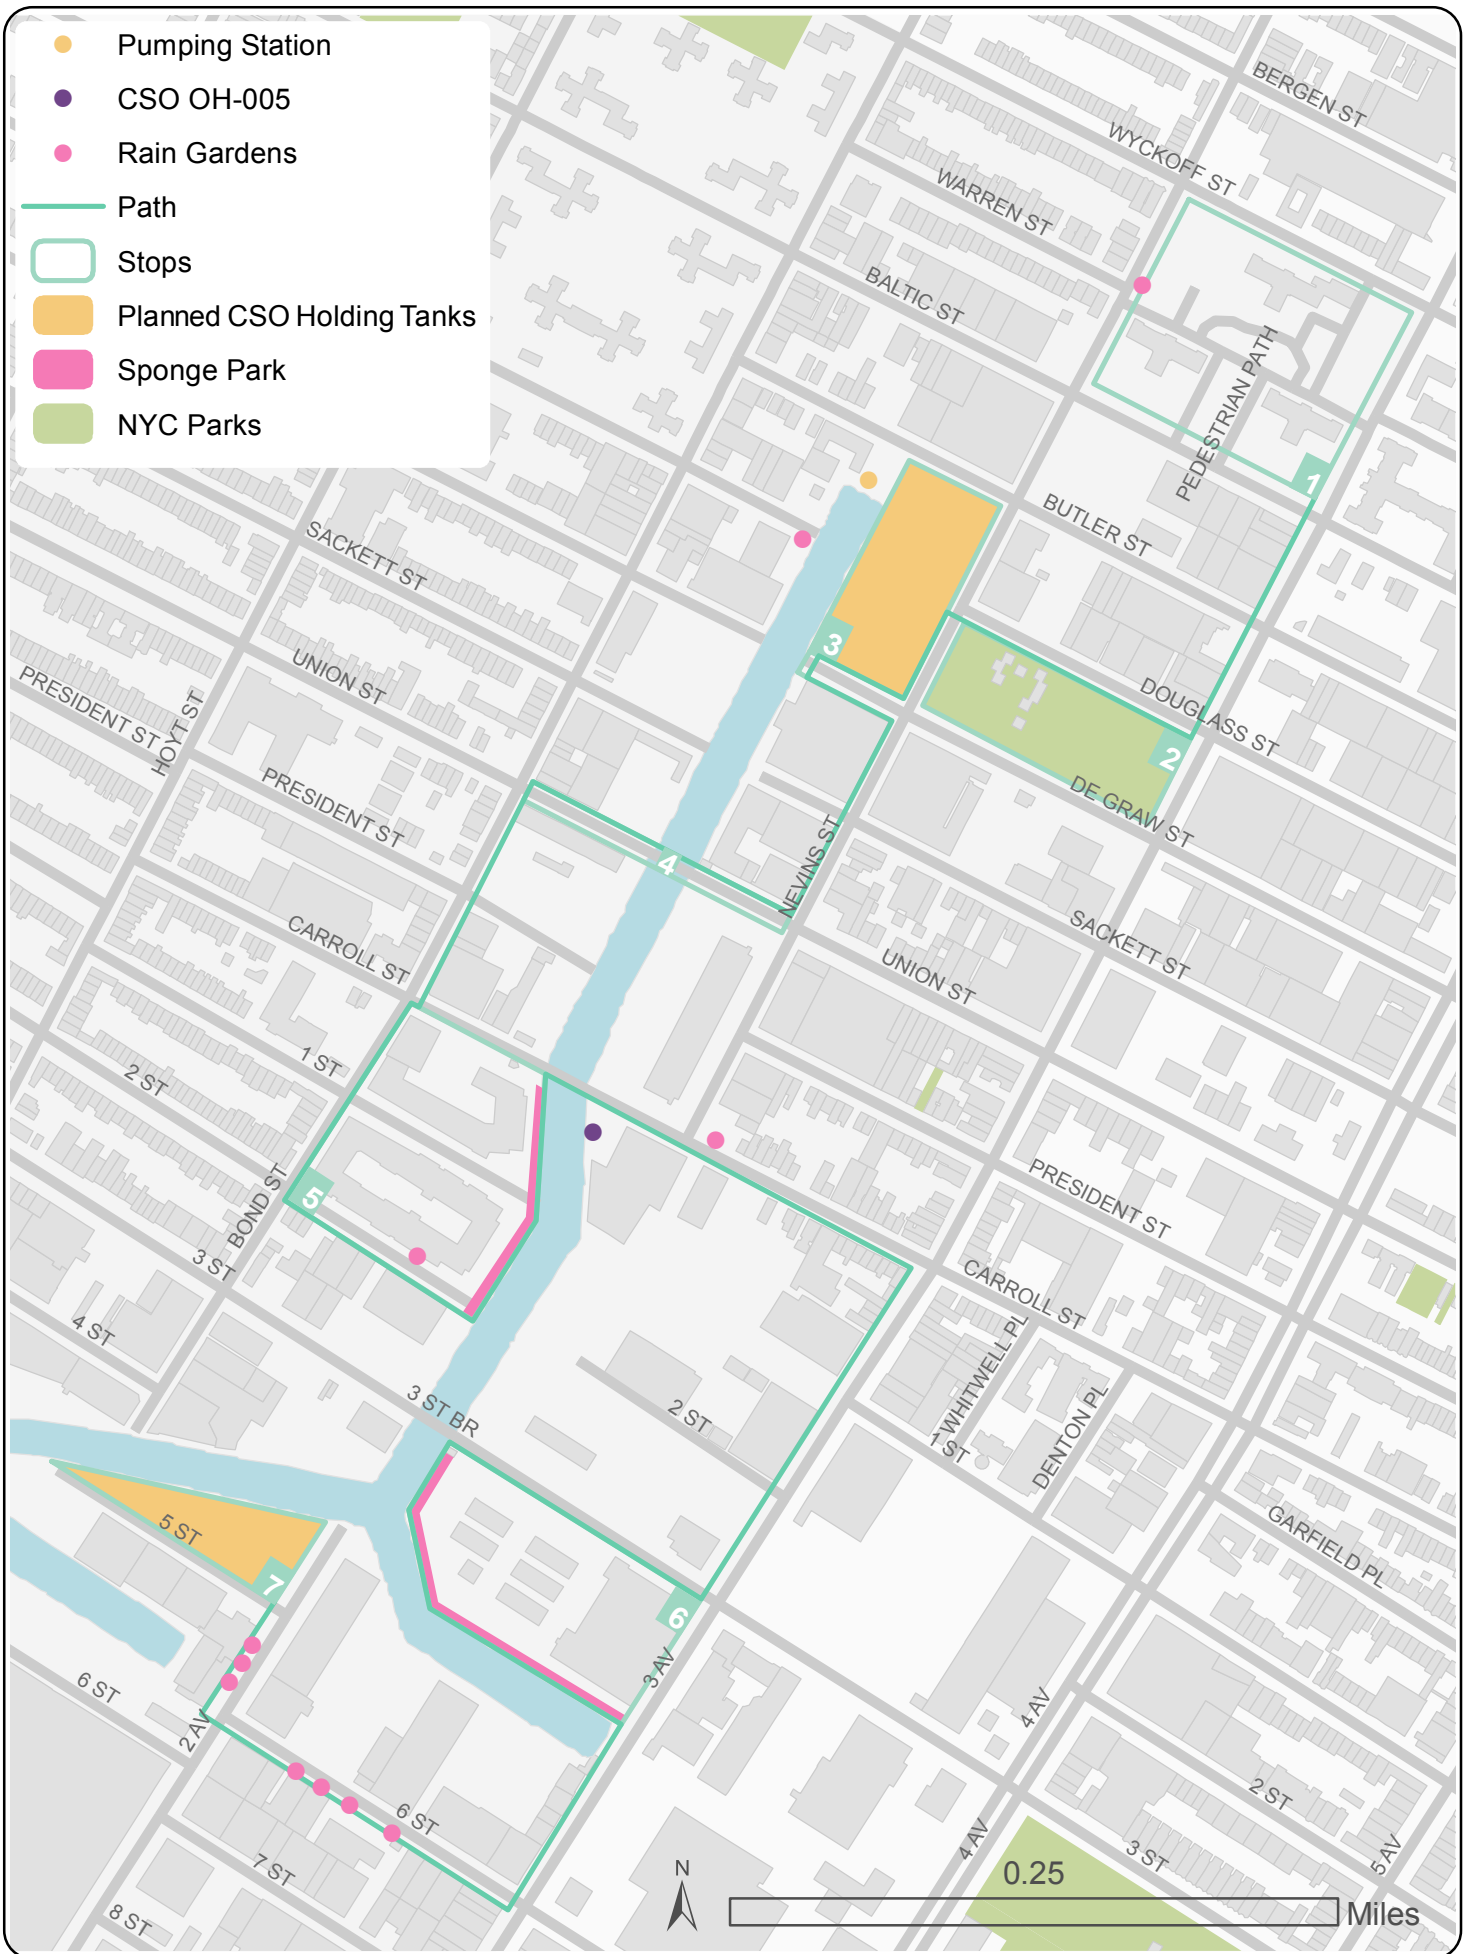 Pumping Station
CSO OH-005
Rain Gardens
Path
Stops
Planned CSO Holding Tanks
Sponge Park
NYC Parks
BERGEN ST
WYCKOFF ST
WARREN ST
BALTIC ST
PEDESTRIAN PATH
1
BUTLER ST
SACKETT ST
3
UNION ST
DOUGLASS ST
2
PRESIDENT ST
HOYT ST
PRESIDENT ST
DE GRAW ST
NEVINS ST
4
CARROLL ST
SACKETT ST
UNION ST
1 ST
2 ST
5
BOND ST
PRESIDENT ST
3 ST
CARROLL ST
4 ST
WHITWELL PL
3 ST BR
2 ST
DENTON PL
1 ST
5 ST
GARFIELD PL
7
6
3 AV
6 ST
2 AV
4 AV
6 ST
2 ST
4 AV
3 ST
5 AV
7 ST
8 ST
N
0.25
Miles